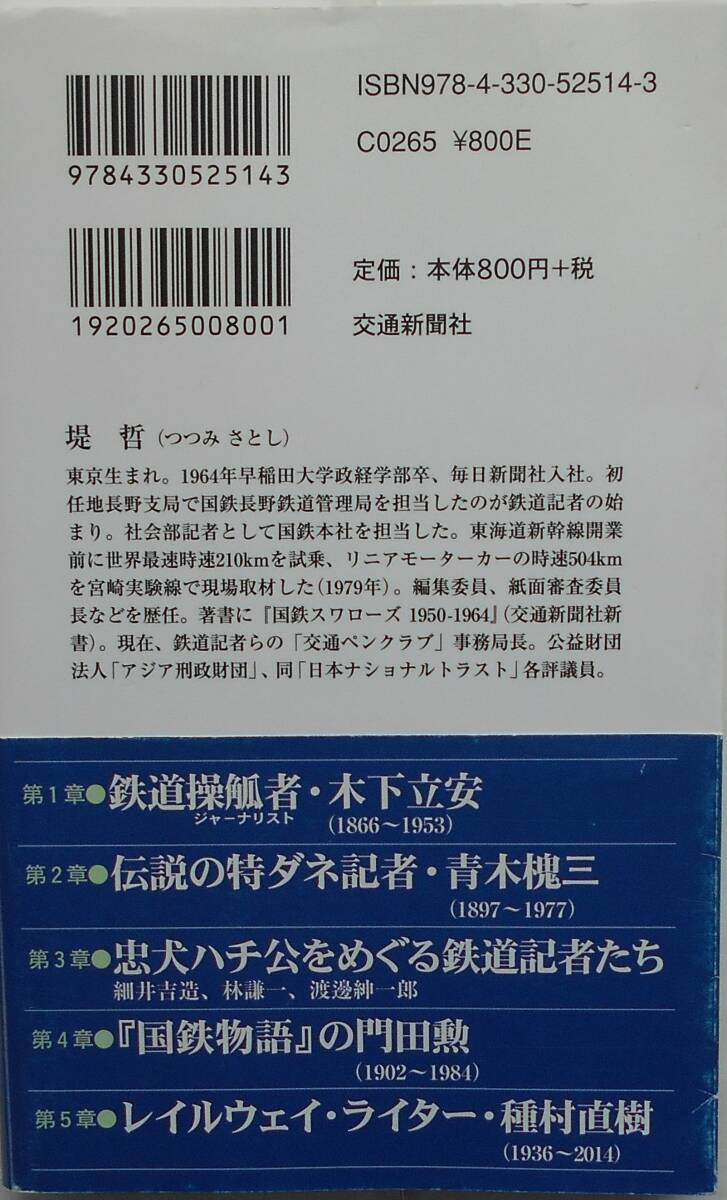 ISBN978-4-330-52514-3
C0265 ¥800E
9784330525143
定価：本体800円+税
1920265008001
交通新聞社
堤 哲（つつみ さとし）
東京生まれ。1964年早稲田大学政経学部卒、毎日新聞社入社。初
任地長野支局で国鉄長野鉄道管理局を担当したのが鉄道記者の始
まり。社会部記者として国鉄本社を担当した。東海道新幹線開業
前に世界最速時速210kmを試乗、リニアモーターカーの時速504km
を宮崎実験線で現場取材した（1979年）。編集委員、紙面審査委員
長などを歴任。著書に『国鉄スワローズ 1950-1964』（交通新聞社新
書）。現在、鉄道記者らの「交通ペンクラブ」事務局長。公益財団
法人「アジア刑政財団」、同「日本ナショナルトラスト」各評議員。
第1章●鉄道操觚者・木下立安
ジャーナリスト
（1866～1953）
第2章●伝説の特ダネ記者・青木槐三
（1897～1977）
第3章●忠犬ハチ公をめぐる鉄道記者たち
細井吉造、林謙一、渡邊紳一郎
第4章●『国鉄物語』の門田勲
（1902～1984）
第5章●レイルウェイ・ライター・種村直樹
（1936～2014）